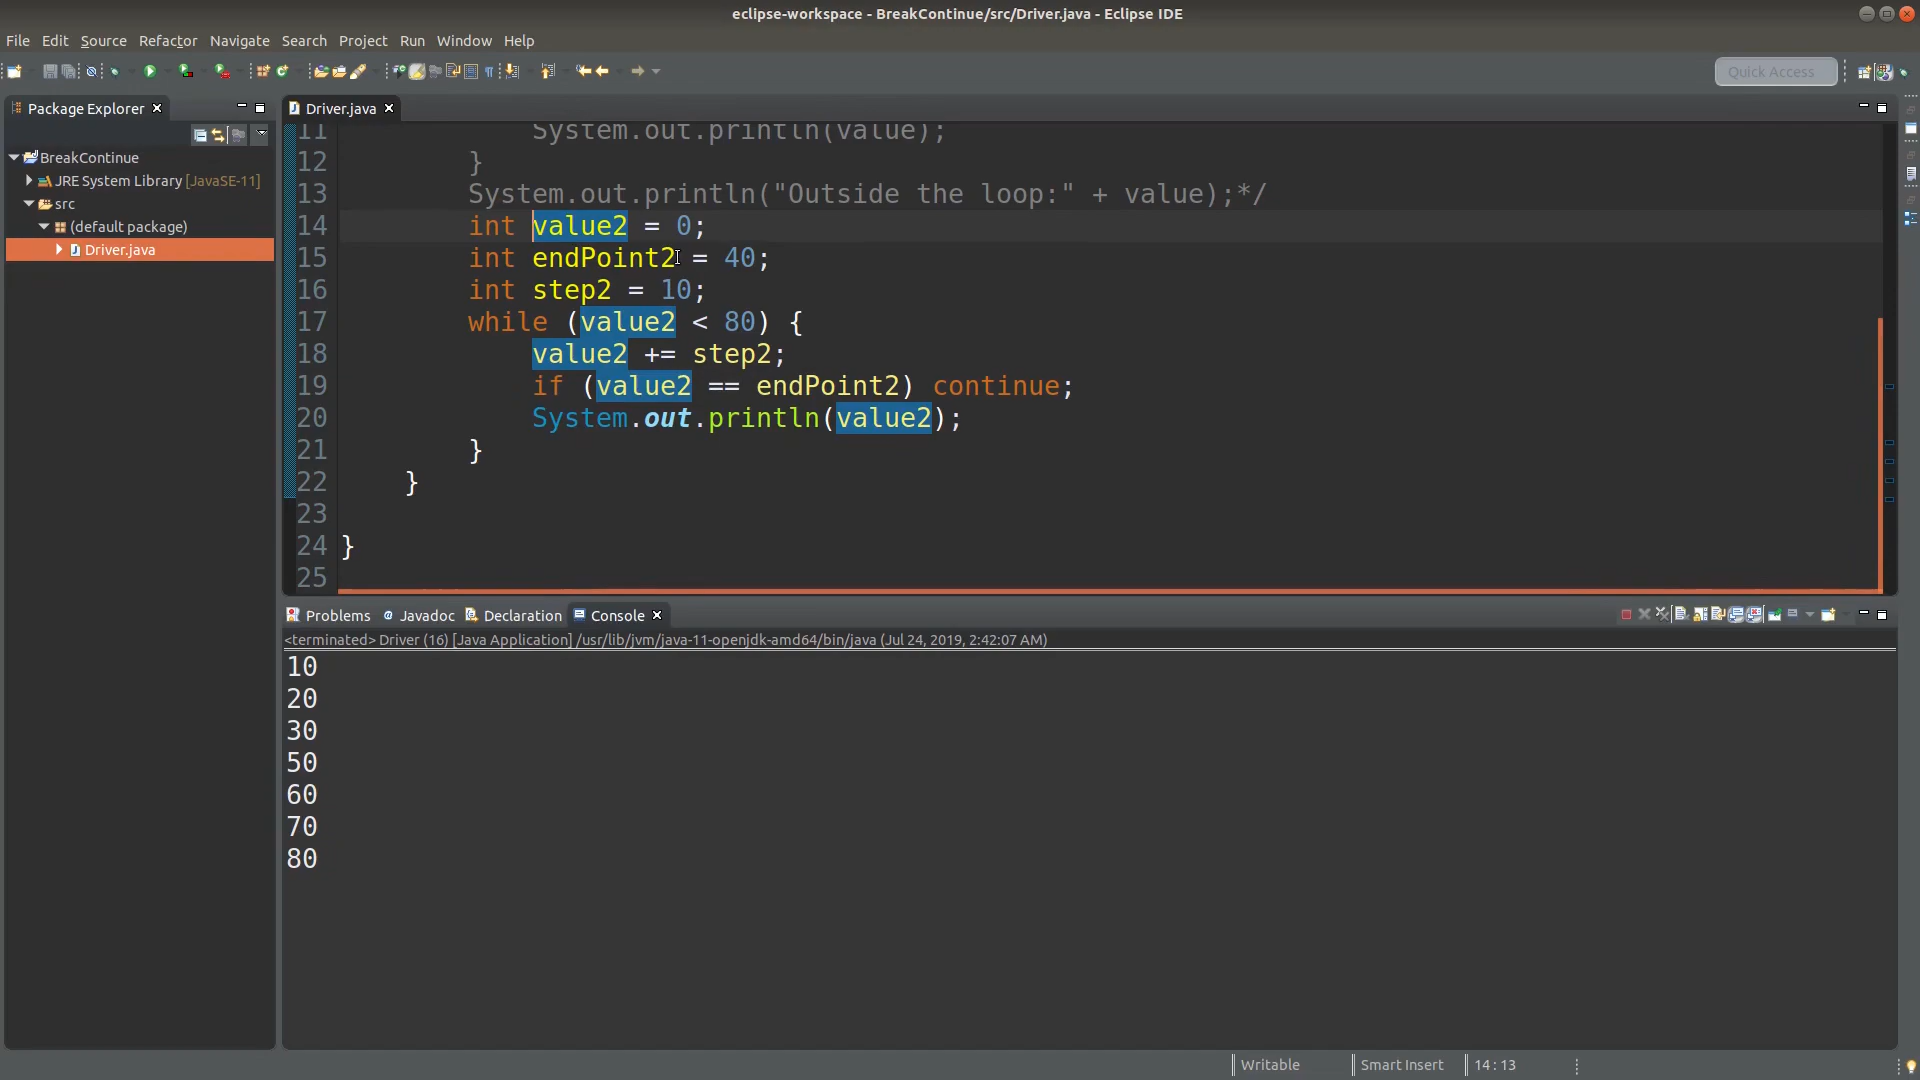 eclipse-workspace - BreakContinue/src/Driver.java - Eclipse IDE
File Edit Source Refactor Navigate Search Project Run Window Help
Quick Access
Package Explorer
Driver.java
BreakContinue
JRE System Library [JavaSE-11]
src
(default package)
Driver.java
11 System.out.println(value);
12 }
13 System.out.println("Outside the loop:" + value);*/
14 int value2 = 0;
15 int endPoint2 = 40;
16 int step2 = 10;
17 while (value2 < 80) {
18 value2 += step2;
19 if (value2 == endPoint2) continue;
20 System.out.println(value2);
21 }
22 }
23
24 }
25
Problems @ Javadoc Declaration Console
<terminated> Driver (16) [Java Application] /usr/lib/jvm/java-11-openjdk-amd64/bin/java (Jul 24, 2019, 2:42:07 AM)
10
20
30
50
60
70
80
Writable Smart Insert 14 : 13